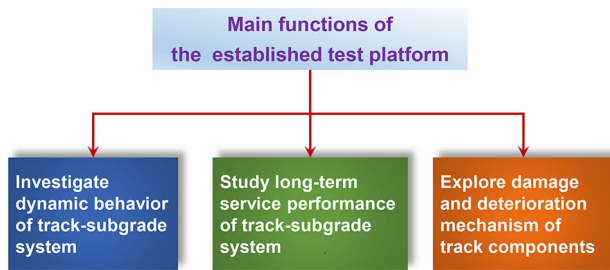 Main functions of
the established test platform
Investigate
dynamic behavior
of track-subgrade
system
Study long-term
service performance
of track-subgrade
system
Explore damage
and deterioration
mechanism of
track components